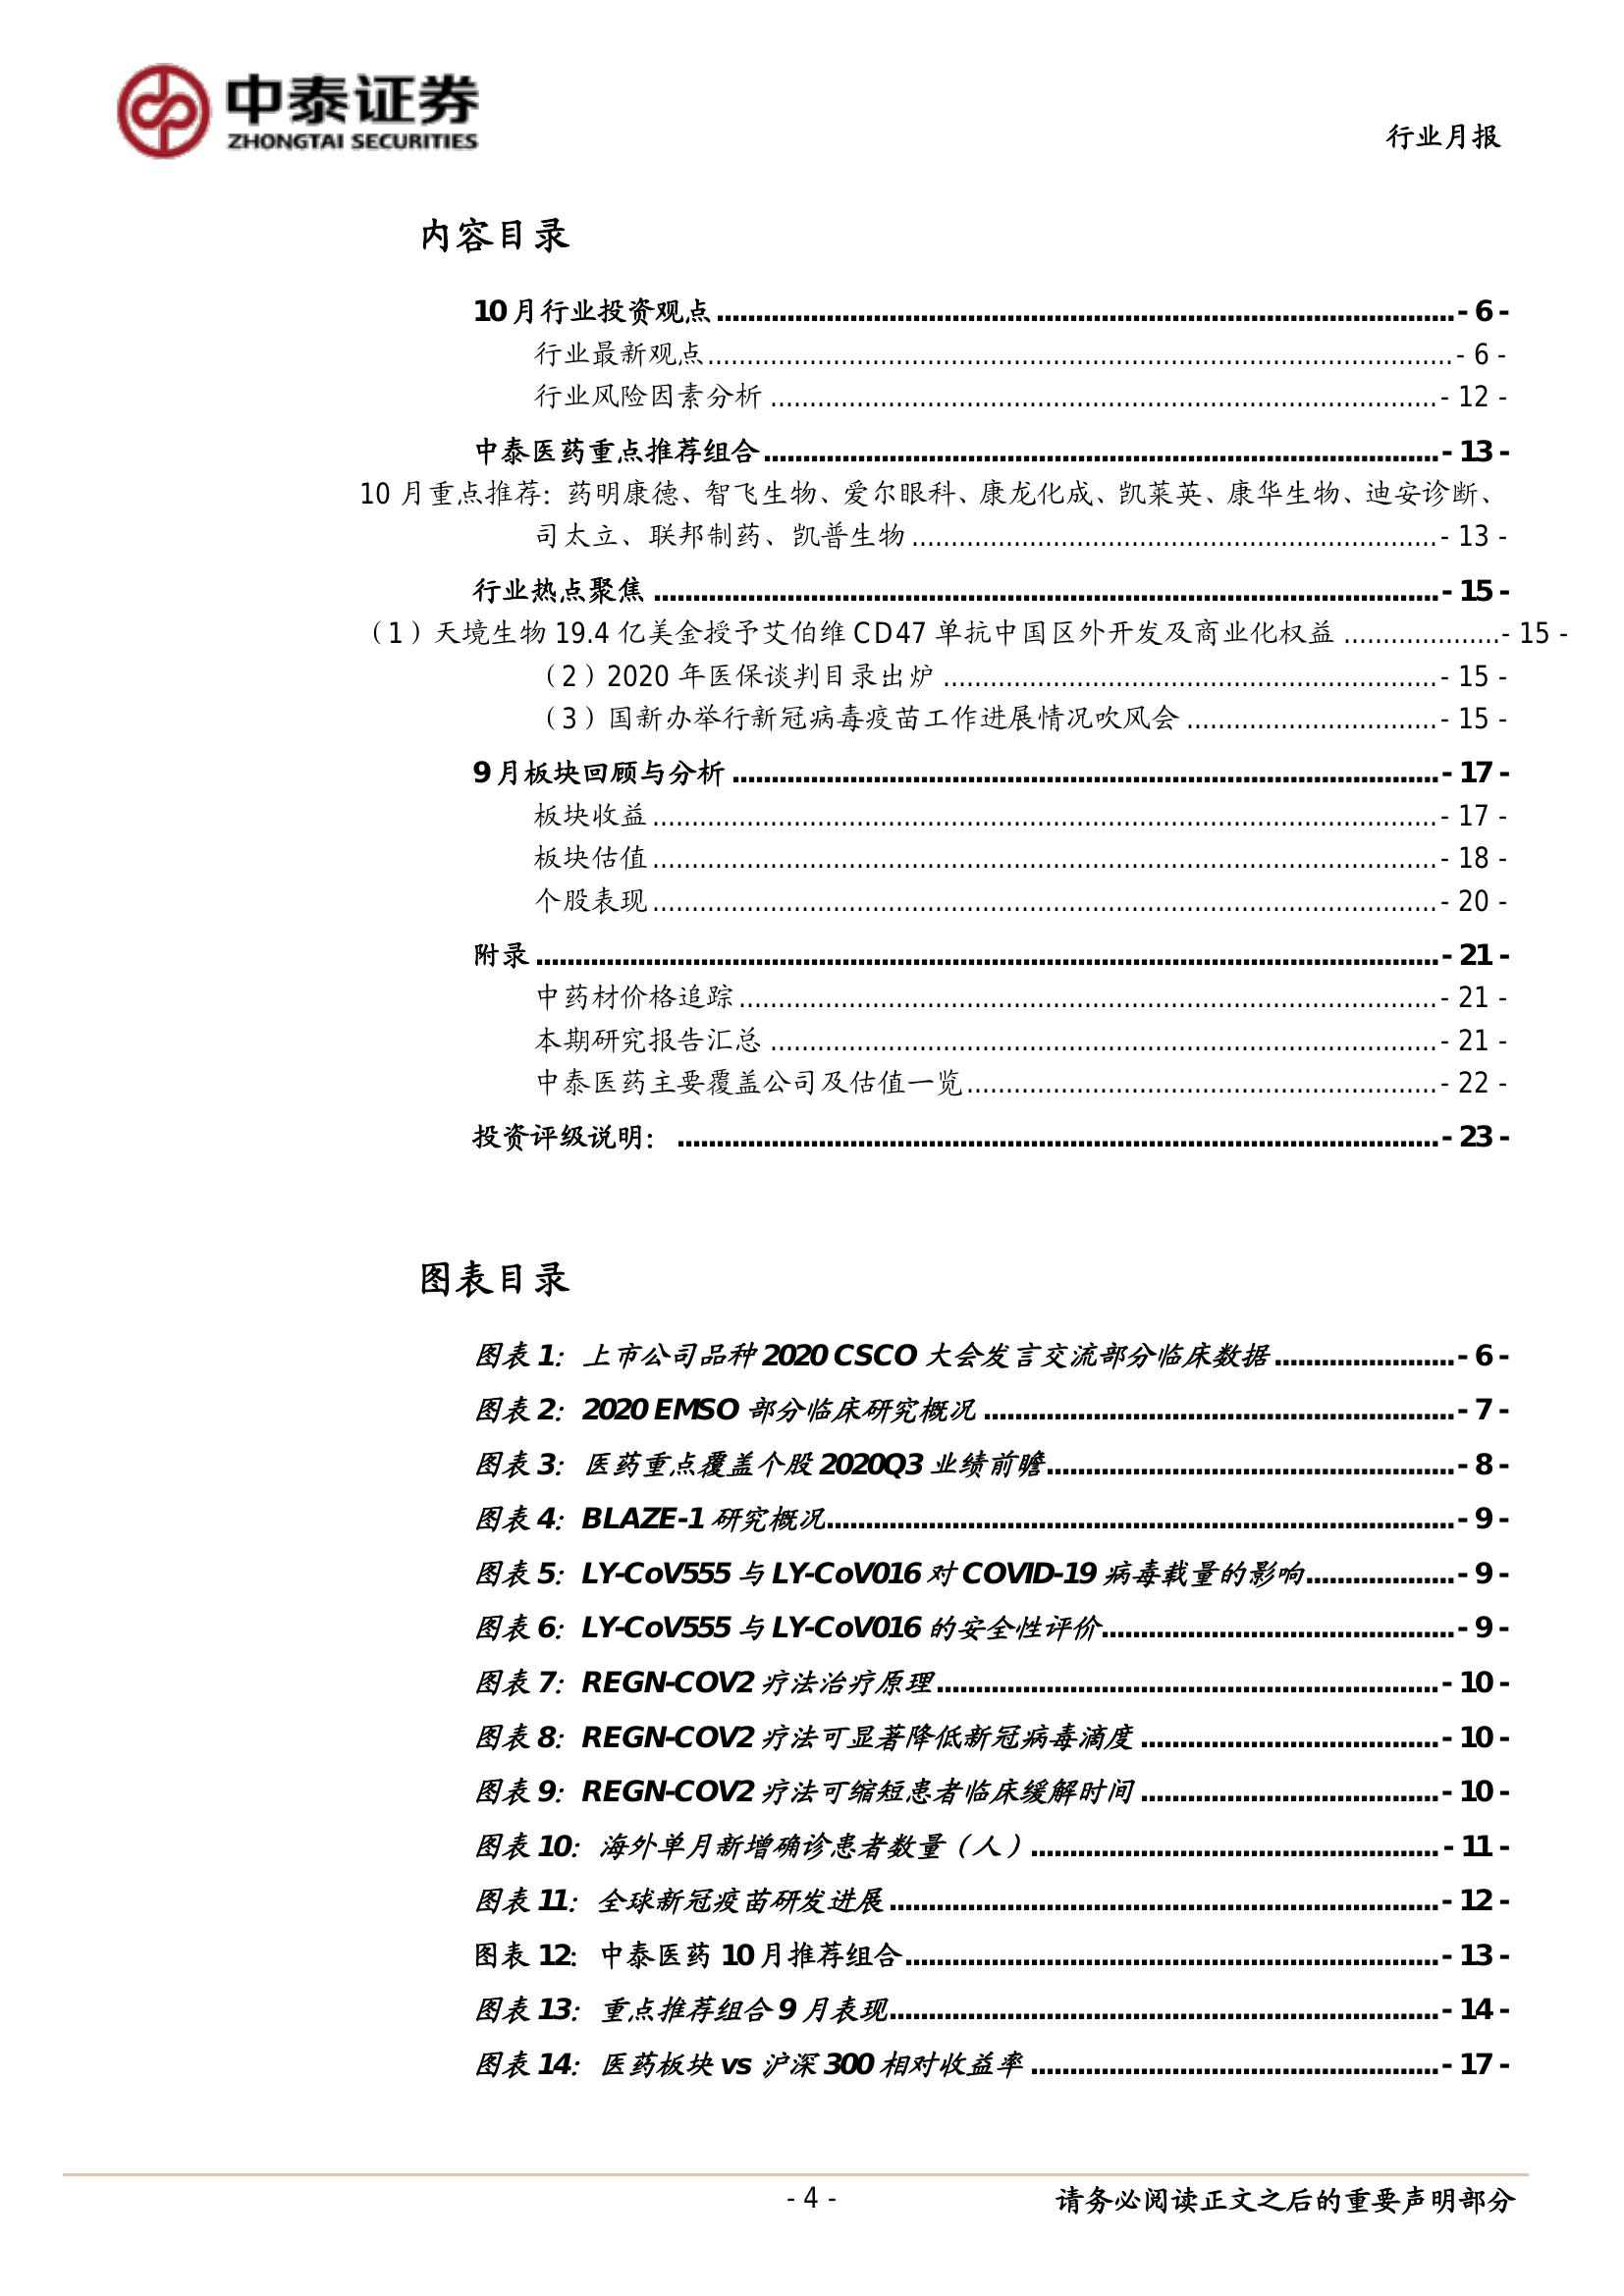 中泰证券
ZHONGTAI SECURITIES
行业月报
内容目录
10 月行业投资观点 ........................................................................ - 6 -
行业最新观点 ........................................................................ - 6 -
行业风险因素分析 ........................................................................ - 12 -
中泰医药重点推荐组合 ........................................................................ - 13 -
10 月重点推荐：药明康德、智飞生物、爱尔眼科、康龙化成、凯莱英、康华生物、迪安诊断、
司太立、联邦制药、凯普生物 ........................................................................ - 13 -
行业热点聚焦 ........................................................................ - 15 -
（1）天境生物 19.4 亿美金授予艾伯维 CD47 单抗中国区外开发及商业化权益 .................... - 15 -
（2）2020 年医保谈判目录出炉 ............................................................ - 15 -
（3）国新办举行新冠病毒疫苗工作进展情况吹风会 ................................ - 15 -
9 月板块回顾与分析 ........................................................................ - 17 -
板块收益 ........................................................................ - 17 -
板块估值 ........................................................................ - 18 -
个股表现 ........................................................................ - 20 -
附录 ........................................................................ - 21 -
中药材价格追踪 ........................................................................ - 21 -
本期研究报告汇总 ........................................................................ - 21 -
中泰医药主要覆盖公司及估值一览 ............................................................ - 22 -
投资评级说明： ........................................................................ - 23 -
图表目录
图表 1：上市公司品种 2020 CSCO 大会发言交流部分临床数据 ....................... - 6 -
图表 2：2020 EMSO 部分临床研究概况 ............................................................ - 7 -
图表 3：医药重点覆盖个股 2020Q3 业绩前瞻 .................................................... - 8 -
图表 4：BLAZE-1 研究概况 ........................................................................ - 9 -
图表 5：LY-CoV555 与 LY-CoV016 对 COVID-19 病毒载量的影响 ................... - 9 -
图表 6：LY-CoV555 与 LY-CoV016 的安全性评价 ............................................. - 9 -
图表 7：REGN-COV2 疗法治疗原理 ................................................................ - 10 -
图表 8：REGN-COV2 疗法可显著降低新冠病毒滴度 ...................................... - 10 -
图表 9：REGN-COV2 疗法可缩短患者临床缓解时间 ...................................... - 10 -
图表 10：海外单月新增确诊患者数量（人） .................................................... - 11 -
图表 11：全球新冠疫苗研发进展 ...................................................................... - 12 -
图表 12：中泰医药 10 月推荐组合 .................................................................... - 13 -
图表 13：重点推荐组合 9 月表现 ...................................................................... - 14 -
图表 14：医药板块 vs 沪深 300 相对收益率 .................................................... - 17 -
- 4 -
请务必阅读正文之后的重要声明部分